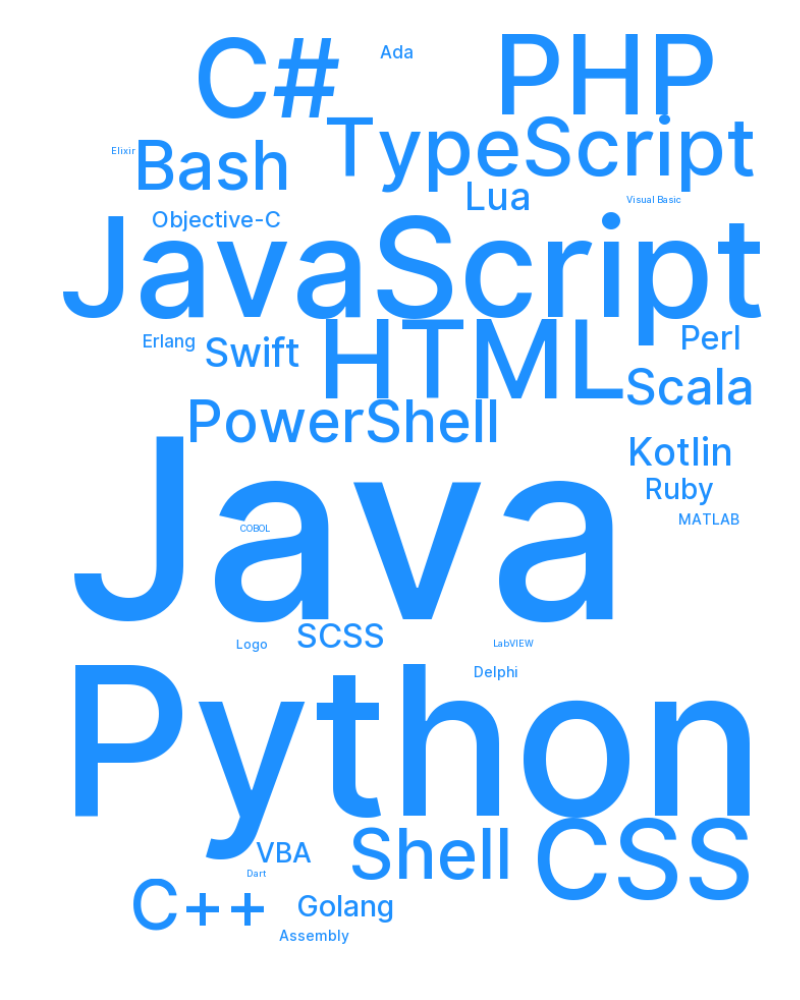 C#
Ada
PHP
TypeScript
Elixir
Bash
Lua
Visual Basic
Objective-C
JavaScript
Erlang
Swift
HTML
Perl
Scala
PowerShell
Kotlin
Java
Ruby
MATLAB
COBOL
SCSS
Logo
LabVIEW
Delphi
Python
VBA
Shell
CSS
Dart
C++
Golang
Assembly